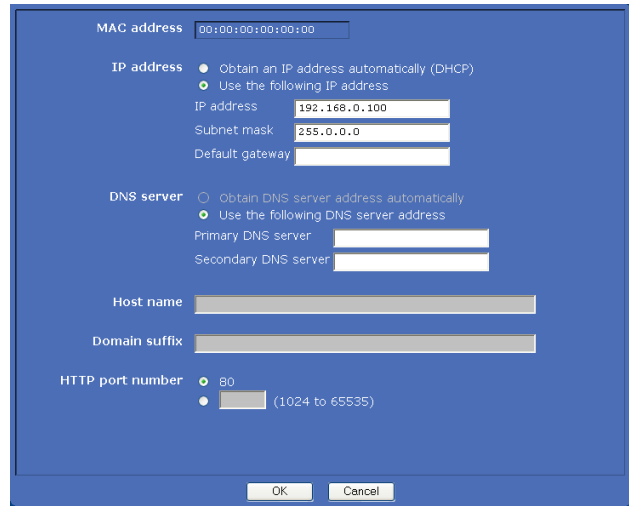 MAC address 00:00:00:00:00:00
IP address Obtain an IP address automatically (DHCP)
Use the following IP address
IP address 192.168.0.100
Subnet mask 255.0.0.0
Default gateway
DNS server Obtain DNS server address automatically
Use the following DNS server address
Primary DNS server
Secondary DNS server
Host name
Domain suffix
HTTP port number 80
(1024 to 65535)
OK Cancel